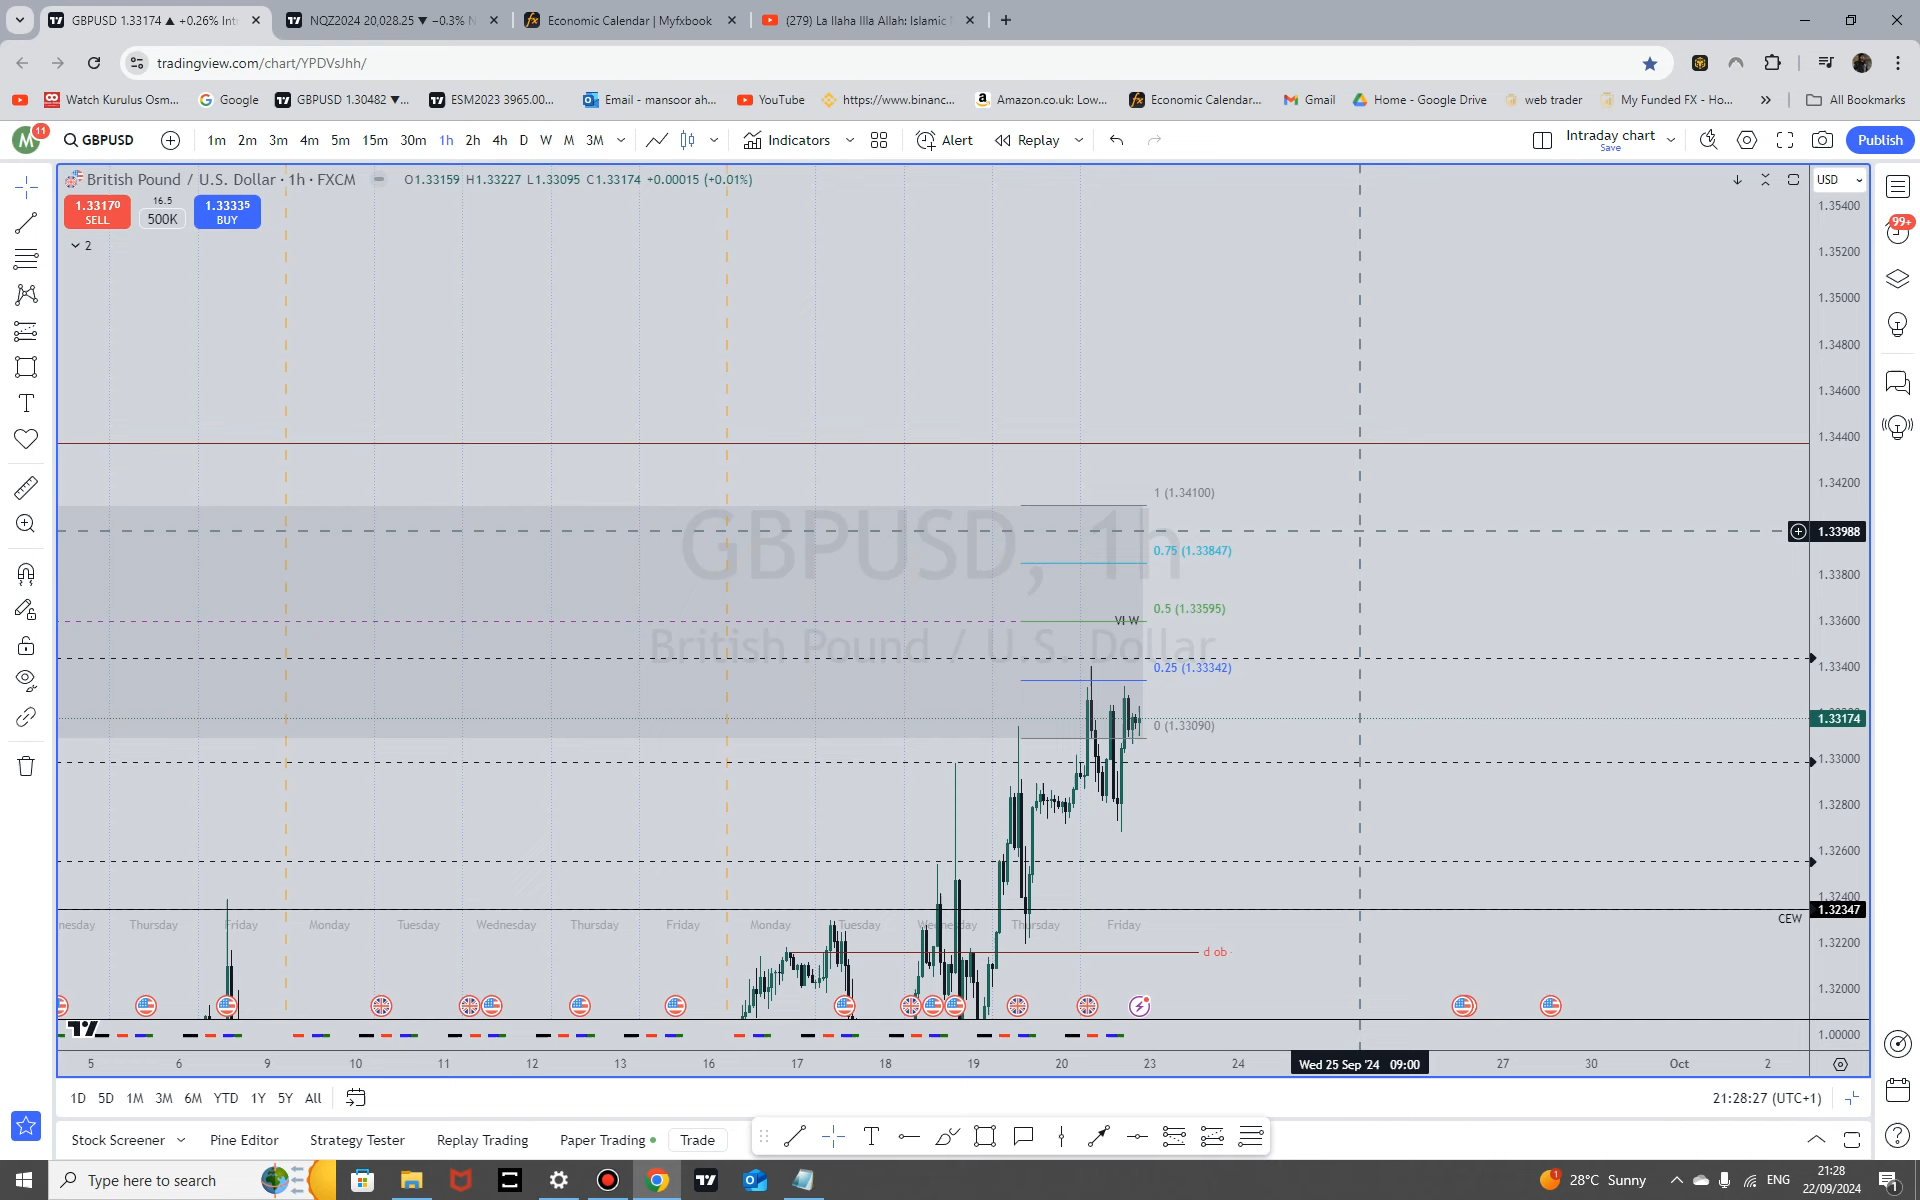 GBPUSD 1.33174 ▲ +0.26% Int
NQZ2024 20,028.25 ▼ −0.3% N
Economic Calendar | Myfxbook
(279) La Ilaha Illa Allah: Islamic
tradingview.com/chart/YPDVsJhh/
Watch Kurulus Osm...
Google
GBPUSD 1.30482 ▼...
ESM2023 3965.00...
Email - mansoor ah...
YouTube
https://www.binanc...
Amazon.co.uk: Low...
Economic Calendar...
Gmail
Home - Google Drive
web trader
My Funded FX - Ho...
All Bookmarks
M
11
GBPUSD
1m 2m 3m 4m 5m 15m 30m 1h 2h 4h D W M 3M
Indicators
Alert
Replay
Intraday chart
Save
Publish
British Pound / U.S. Dollar · 1h · FXCM
O1.33159 H1.33227 L1.33095 C1.33174 +0.00015 (+0.01%)
USD
1.33170
SELL
16.5
500K
1.33335
BUY
2
99+
1.35400
1.35200
1.35000
1.34800
1.34600
1.34400
1.34200
1.33988
1.33800
1.33600
1.33400
1.33174
1.33000
1.32800
1.32600
1.32400
1.32347
1.32200
1.32000
1.00000
GBPUSD, 1h
British Pound / U.S. Dollar
1 (1.34100)
0.75 (1.33847)
0.5 (1.33595)
VI W
0.25 (1.33342)
0 (1.33090)
CEW
d ob
nesday Thursday Friday Monday Tuesday Wednesday Thursday Friday Monday Tuesday Wednesday Thursday Friday
5 6 9 10 11 12 13 16 17 18 19 20 23 24
Wed 25 Sep '24 09:00
27 30 Oct 2
1D 5D 1M 3M 6M YTD 1Y 5Y All
21:28:27 (UTC+1)
Stock Screener
Pine Editor
Strategy Tester
Replay Trading
Paper Trading
Trade
Type here to search
28°C Sunny
ENG
21:28
22/09/2024
1